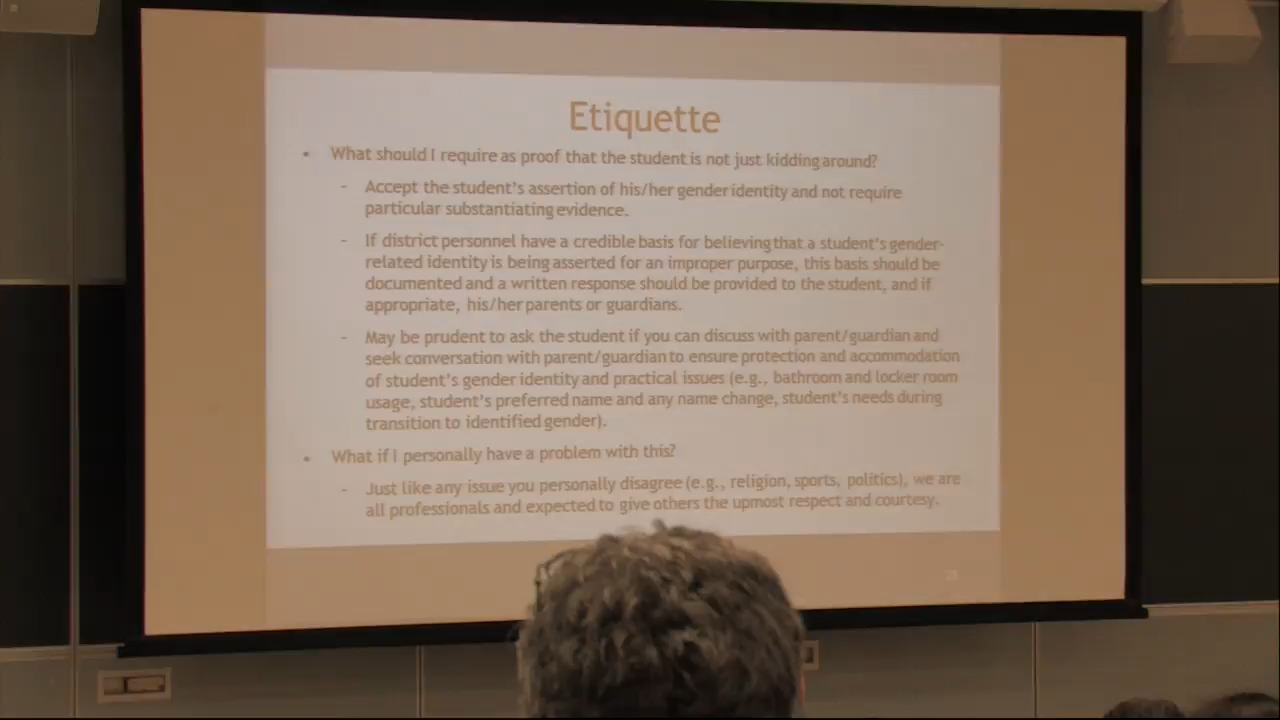 Etiquette
• What should I require as proof that the student is not just kidding around?
- Accept the student's assertion of his/her gender identity and not require
particular substantiating evidence.
- If district personnel have a credible basis for believing that a student's gender-
related identity is being asserted for an improper purpose, this basis should be
documented and a written response should be provided to the student, and if
appropriate, his/her parents or guardians.
- May be prudent to ask the student if you can discuss with parent/guardian and
seek conversation with parent/guardian to ensure protection and accommodation
of student's gender identity and practical issues (e.g., bathroom and locker room
usage, student's preferred name and any name change, student's needs during
transition to identified gender).
• What if I personally have a problem with this?
- Just like any issue you personally disagree (e.g., religion, sports, politics), we are
all professionals and expected to give others the upmost respect and courtesy.